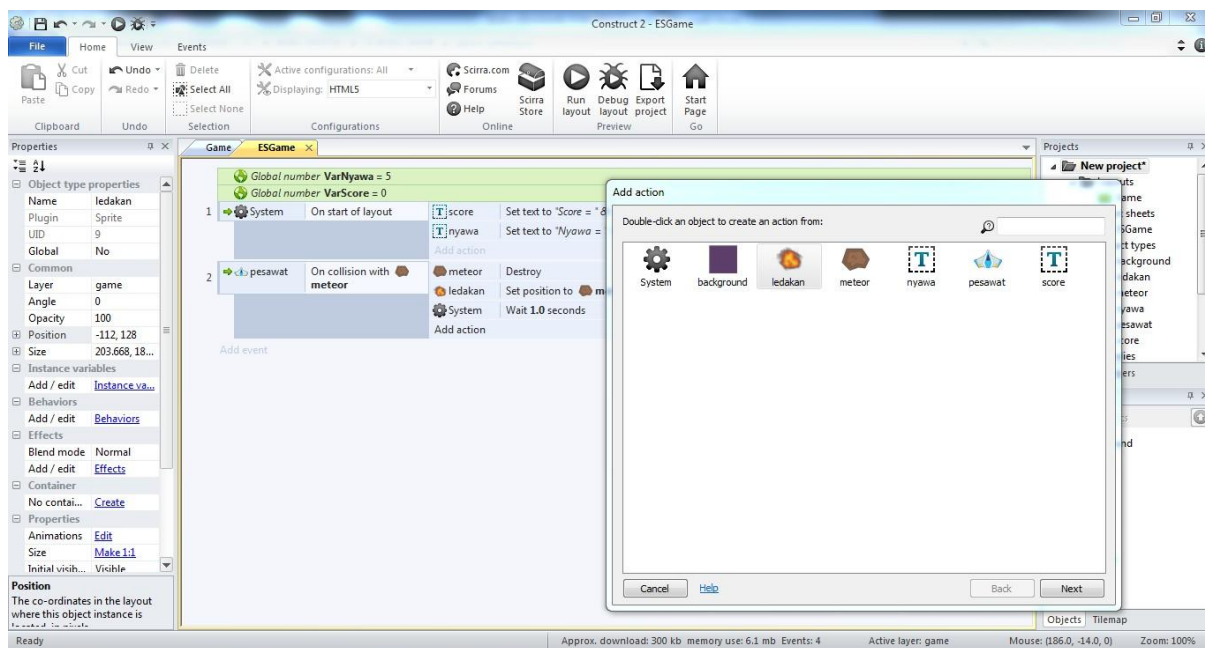 Construct 2 - ESGame
File Home View Events
Paste
Cut
Copy
Clipboard
Undo
Redo
Undo
Delete
Select All
Select None
Selection
Active configurations: All
Displaying: HTML5
Configurations
Scirra.com
Forums
Help
Scirra Store
Online
Run layout
Debug layout
Export project
Preview
Start Page
Go
Properties
Object type properties
Name ledakan
Plugin Sprite
UID 9
Global No
Common
Layer game
Angle 0
Opacity 100
Position -112, 128
Size 203.668, 18...
Instance variables
Add / edit Instance va...
Behaviors
Add / edit Behaviors
Effects
Blend mode Normal
Add / edit Effects
Container
No contai... Create
Properties
Animations Edit
Size Make 1:1
Initial visib... Visible
Position
The co-ordinates in the layout
where this object instance is
Game ESGame
Global number VarNyawa = 5
Global number VarScore = 0
1 System On start of layout T score Set text to "Score = " &
T nyawa Set text to "Nyawa =
Add action
2 pesawat On collision with meteor
meteor Destroy
ledakan Set position to m
System Wait 1.0 seconds
Add action
Add event
Add action
Double-click an object to create an action from:
System background ledakan meteor nyawa pesawat score
Cancel Help Back Next
Projects
New project*
uts
ame
sheets
Game
ct types
ackground
dakan
eteor
yawa
esawat
core
ies
ers
nd
Objects Tilemap
Ready Approx. download: 300 kb memory use: 6.1 mb Events: 4 Active layer: game Mouse: (186.0, -14.0, 0) Zoom: 100%